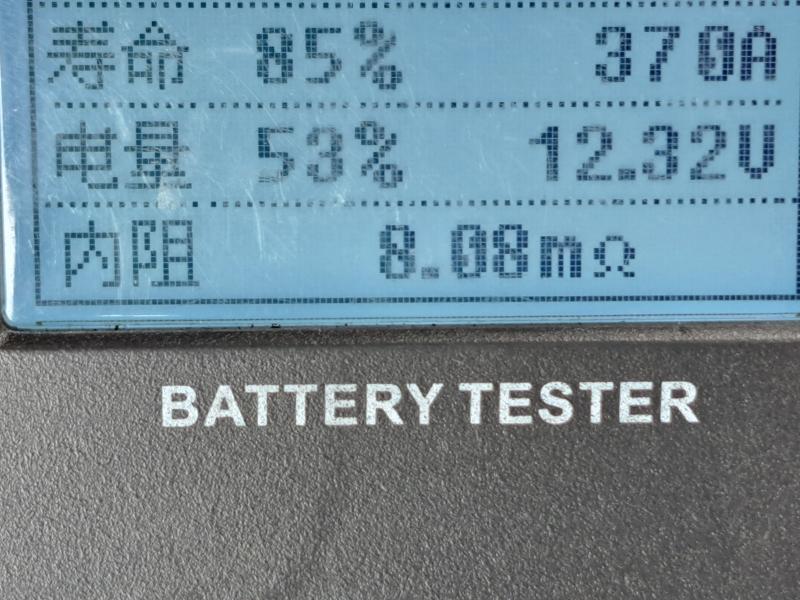 寿命 85% 370A
电量 53% 12.32V
内阻 8.08mΩ
BATTERY TESTER